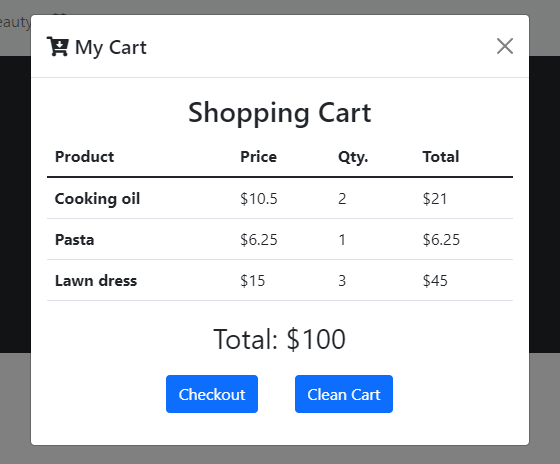 eauty
My Cart
Shopping Cart
Product Price Qty. Total
Cooking oil $10.5 2 $21
Pasta $6.25 1 $6.25
Lawn dress $15 3 $45
Total: $100
Checkout Clean Cart